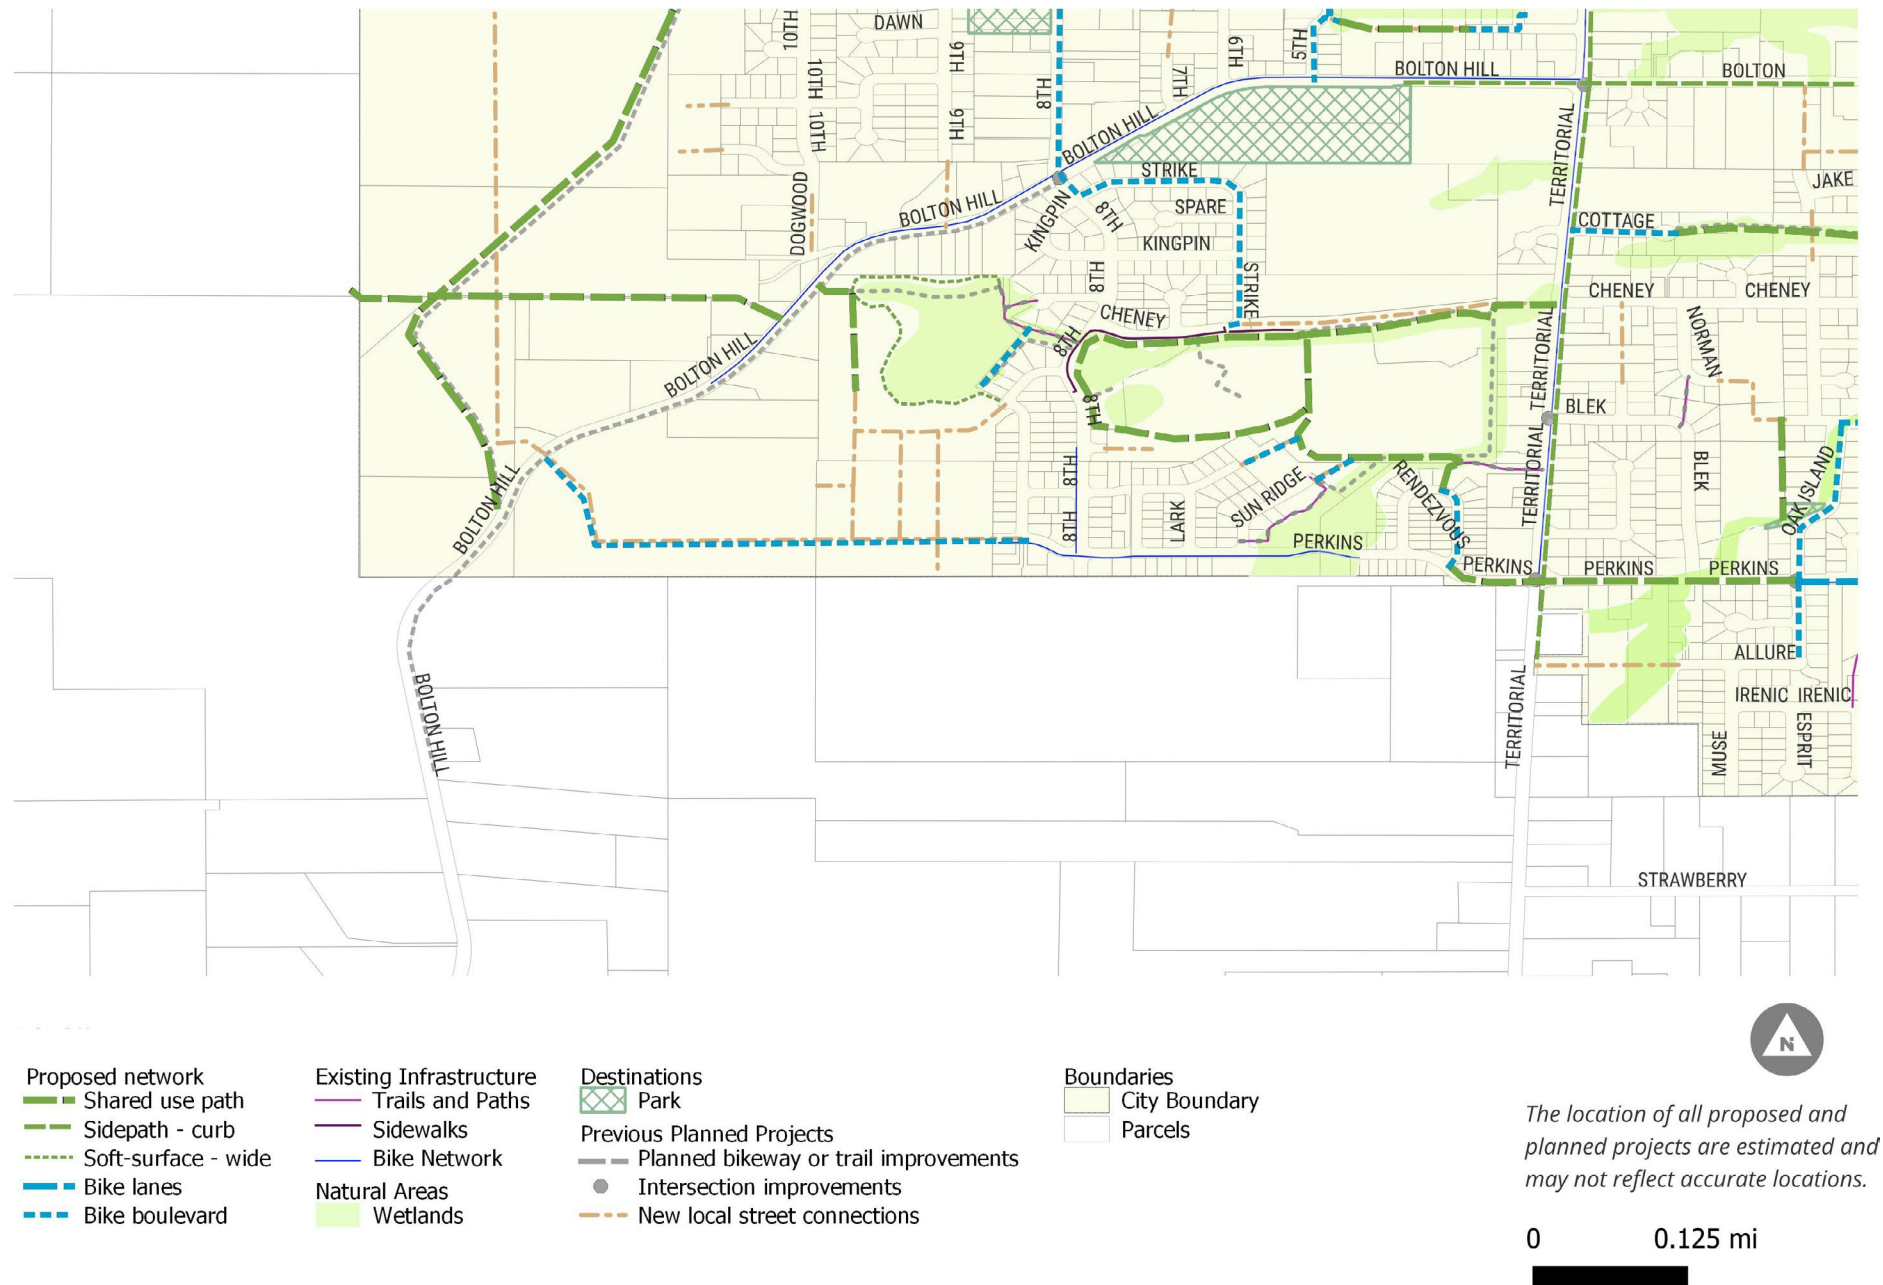 DAWN
10TH
9TH
6TH
5TH
BOLTON HILL
BOLTON
10TH
7TH
8TH
9TH
10TH
BOLTON HILL
TERRITORIAL
STRIKE
JAKE
DOGWOOD
BOLTON HILL
KINGPIN
8TH
SPARE
COTTAGE
KINGPIN
8TH
STRIKE
CHENEY
CHENEY
CHENEY
8TH
TERRITORIAL
NORMAN
BOLTON HILL
8TH
BLEK
TERRITORIAL
8TH
BLEK
BOLTON HILL
SUN RIDGE
RENDEZVOUS
OAK ISLAND
LARK
8TH
PERKINS
PERKINS
PERKINS
PERKINS
ALLURE
BOLTON HILL
TERRITORIAL
IRENIC
IRENIC
MUSE
ESPRIT
STRAWBERRY
N
Proposed network
Shared use path
Sidepath - curb
Soft-surface - wide
Bike lanes
Bike boulevard
Existing Infrastructure
Trails and Paths
Sidewalks
Bike Network
Natural Areas
Wetlands
Destinations
Park
Previous Planned Projects
Planned bikeway or trail improvements
Intersection improvements
New local street connections
Boundaries
City Boundary
Parcels
The location of all proposed and
planned projects are estimated and
may not reflect accurate locations.
0 0.125 mi